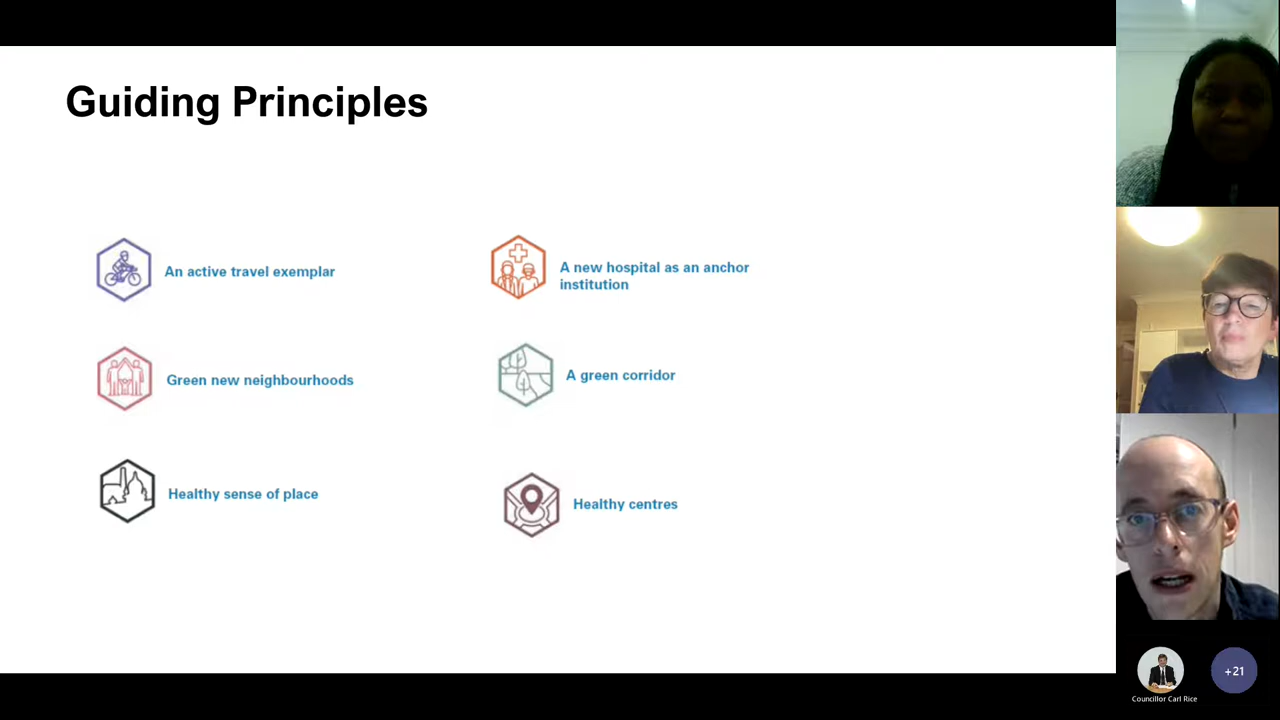 Guiding Principles
An active travel exemplar
A new hospital as an anchor
institution
Green new neighbourhoods
A green corridor
Healthy sense of place
Healthy centres
+21
Councillor Carl Rice